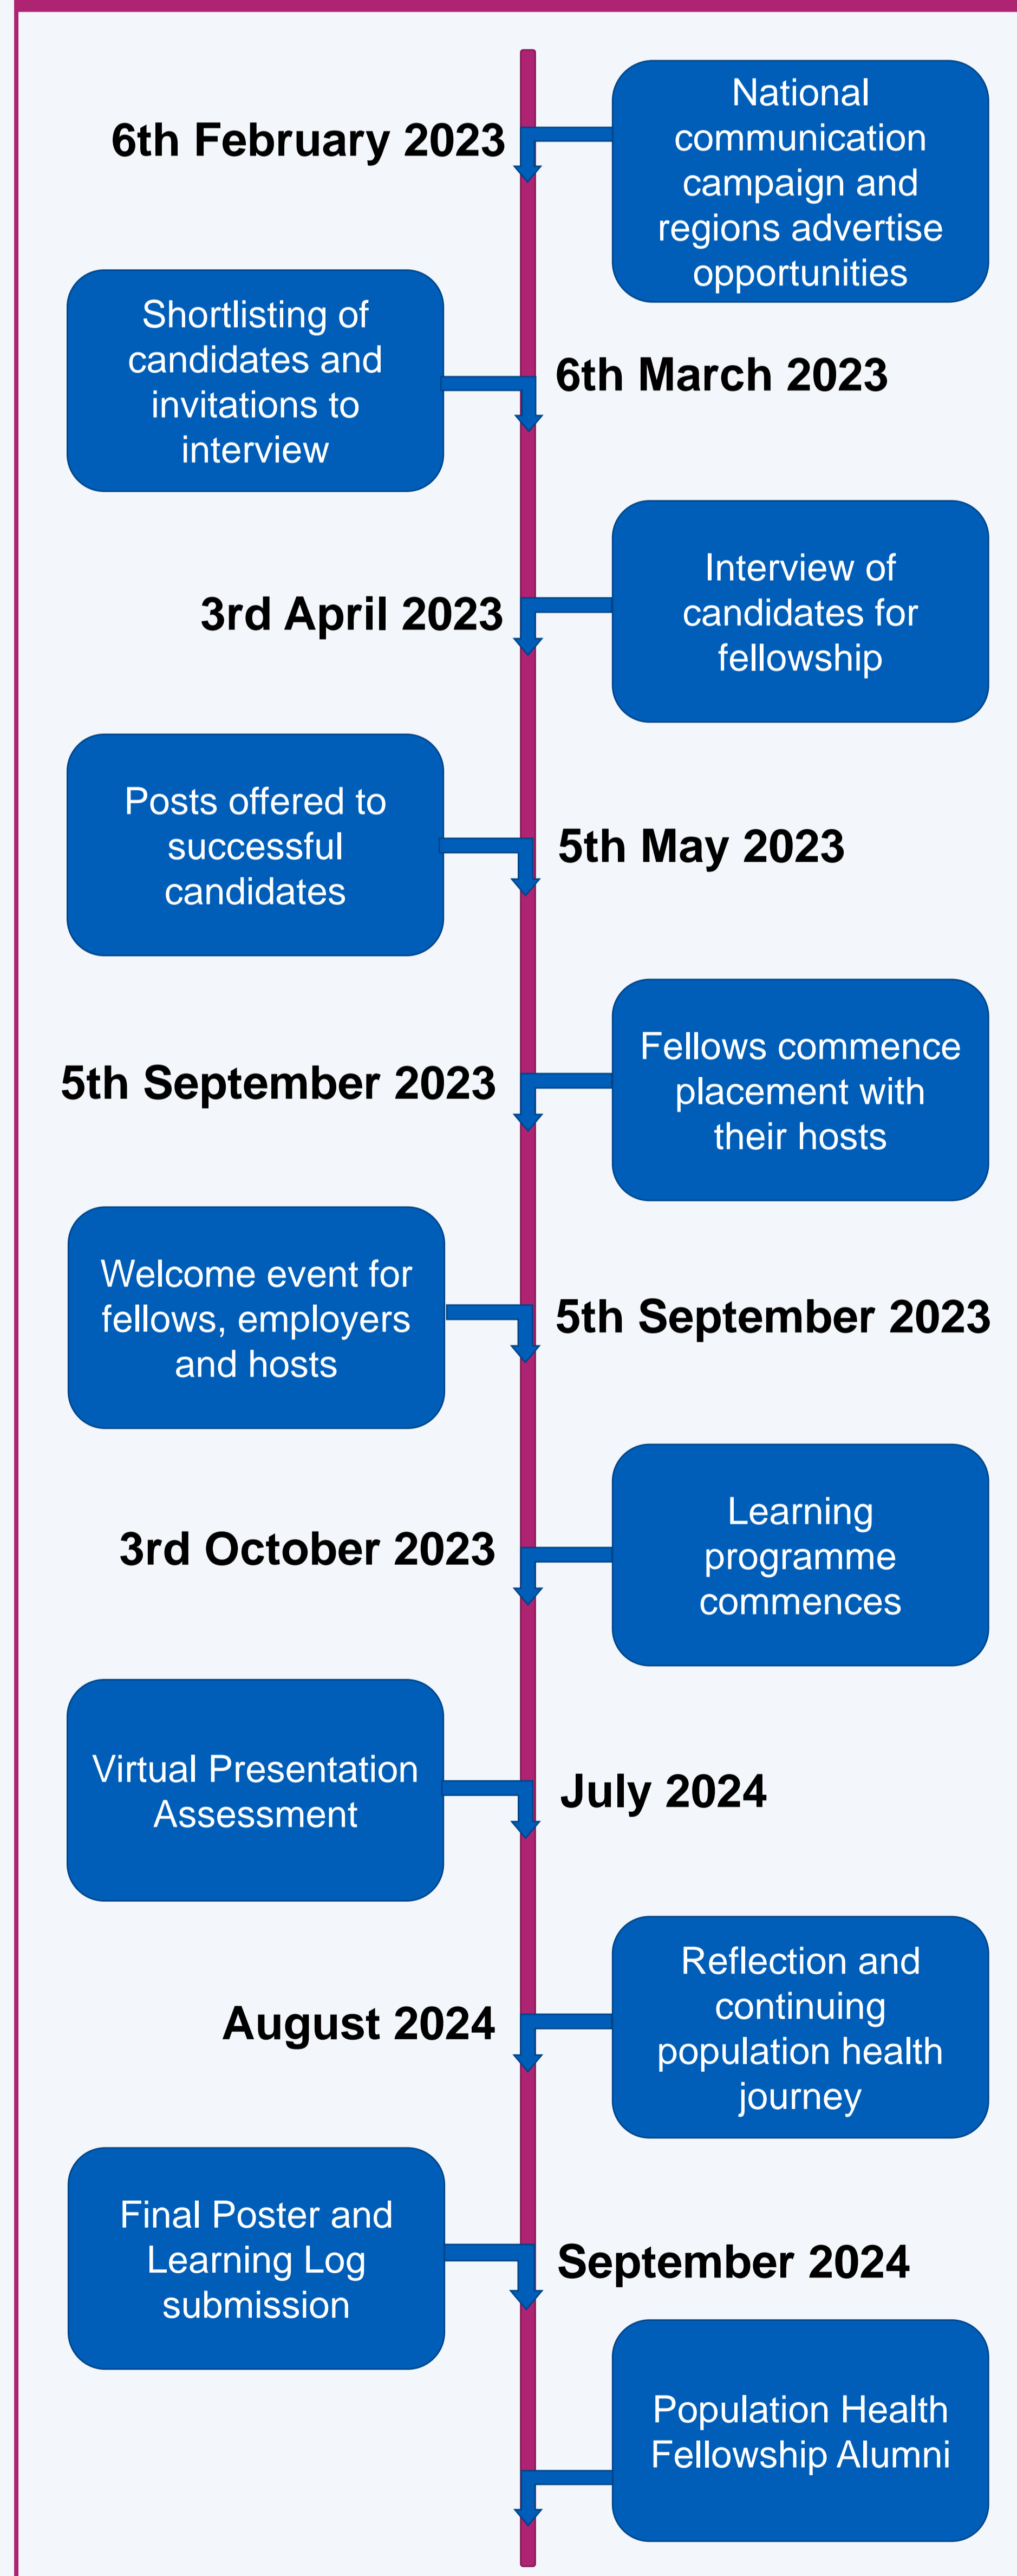 6th February 2023
National
communication
campaign and
regions advertise
opportunities
Shortlisting of
candidates and
invitations to
interview
6th March 2023
3rd April 2023
Interview of
candidates for
fellowship
Posts offered to
successful
candidates
5th May 2023
5th September 2023
Fellows commence
placement with
their hosts
Welcome event for
fellows, employers
and hosts
5th September 2023
3rd October 2023
Learning
programme
commences
Virtual Presentation
Assessment
July 2024
August 2024
Reflection and
continuing
population health
journey
Final Poster and
Learning Log
submission
September 2024
Population Health
Fellowship Alumni